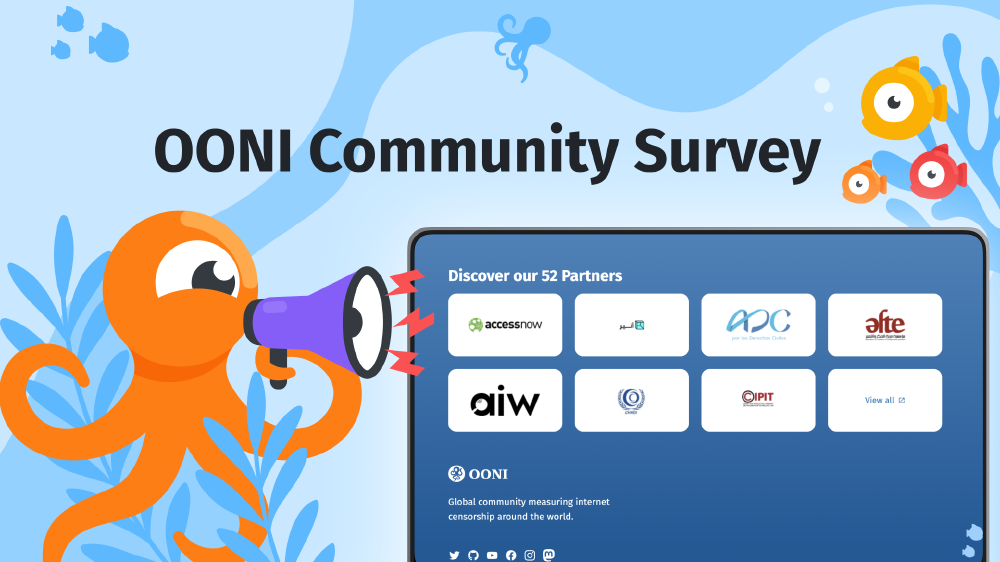 OONI Community Survey
Discover our 52 Partners
accessnow
ADC
por los Derechos Civiles
afte
aiw
CIPIT
View all
OONI
Global community measuring internet
censorship around the world.